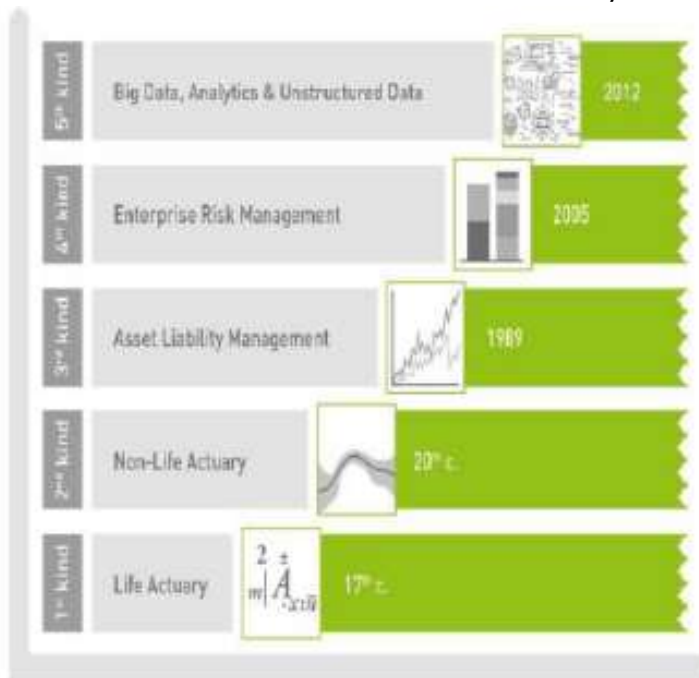 5th kind
Big Data, Analytics & Unstructured Data
2012
4th kind
Enterprise Risk Management
2005
3rd kind
Asset Liability Management
1989
2nd kind
Non-Life Actuary
20th c.
1st kind
Life Actuary
2 ±
m| A
17th c.